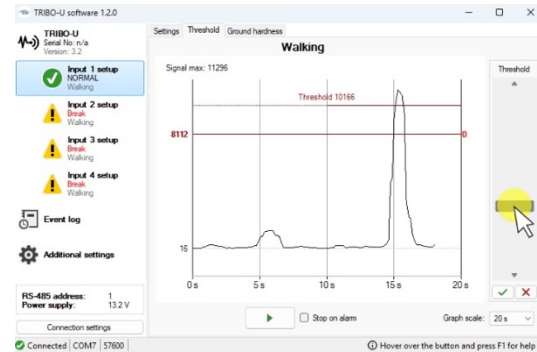 TRIBO-U software 1.2.0
TRIBO-U
Serial No: n/a
Version: 3.2
Input 1 setup
NORMAL
Walking
Input 2 setup
Break
Walking
Input 3 setup
Break
Walking
Input 4 setup
Break
Walking
Event log
Additional settings
RS-485 address: 1
Power supply: 13.2 V
Connection settings
Settings Threshold Ground hardness
Walking
Signal max: 11296
Threshold 10166
8112
0
16
0 s 5 s 10 s 15 s 20 s
Stop on alarm
Graph scale: 20 s
Threshold
Connected COM7 57600
Hover over the button and press F1 for help